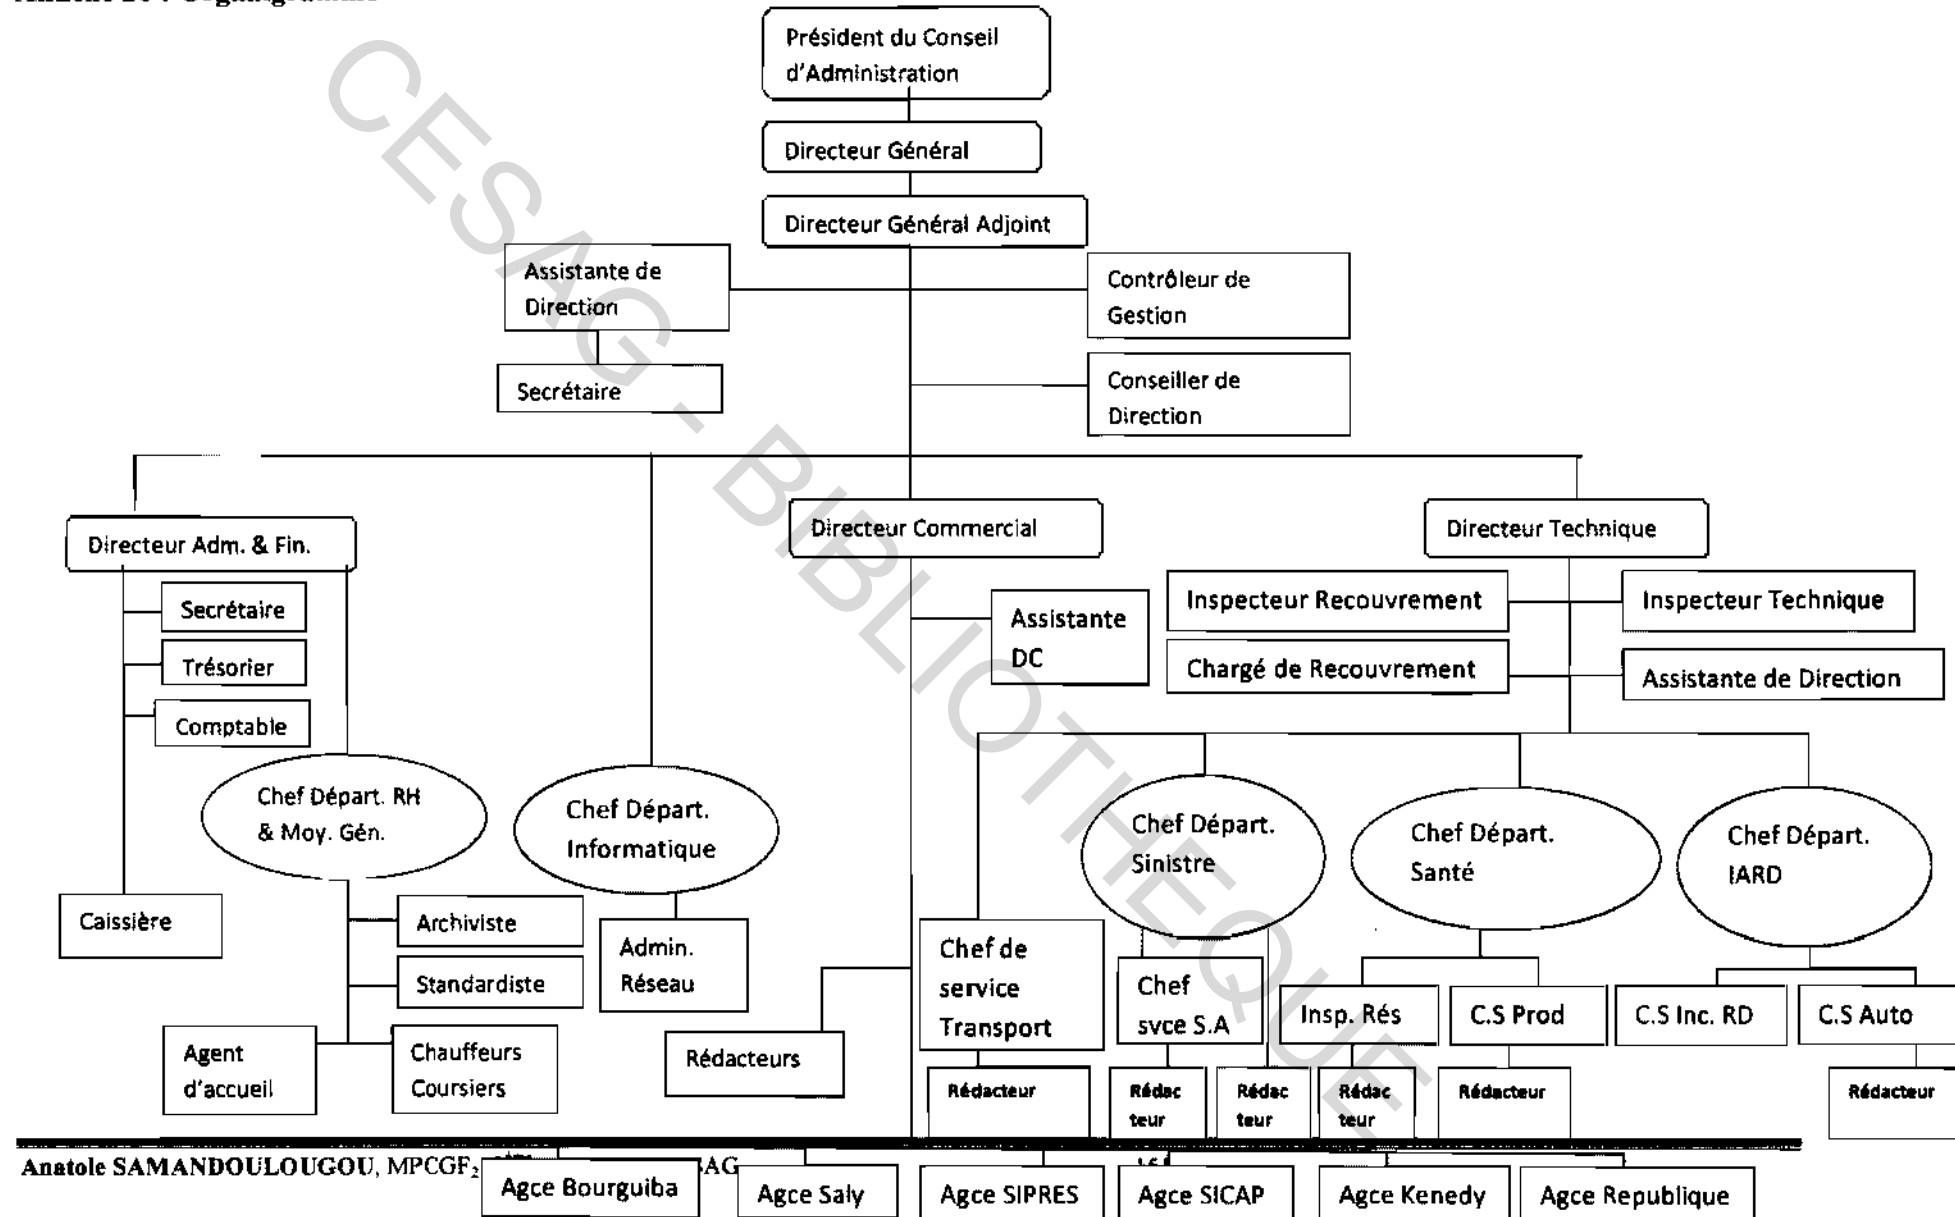 Président du Conseil
d'Administration
Directeur Général
Directeur Général Adjoint
Assistante de
Direction
Contrôleur de
Gestion
Secrétaire
Conseiller de
Direction
Directeur Adm. & Fin.
Directeur Commercial
Directeur Technique
Secrétaire
Trésorier
Comptable
Assistante
DC
Inspecteur Recouvrement
Inspecteur Technique
Chargé de Recouvrement
Assistante de Direction
Chef Départ. RH
& Moy. Gén.
Chef Départ.
Informatique
Chef Départ.
Sinistre
Chef Départ.
Santé
Chef Départ.
IARD
Caissière
Archiviste
Standardiste
Admin.
Réseau
Agent
d'accueil
Chauffeurs
Coursiers
Rédacteurs
Chef de
service
Transport
Chef
svce S.A
Insp. Rés
C.S Prod
C.S Inc. RD
C.S Auto
Rédacteur
Rédac
teur
Rédac
teur
Rédac
teur
Rédacteur
Rédacteur
Anatole SAMANDOULOUGOU, MPCGF2
Agce Bourguiba
Agce Saly
Agce SIPRES
Agce SICAP
Agce Kenedy
Agce Republique
CESAG - BIBLIOTHEQUE